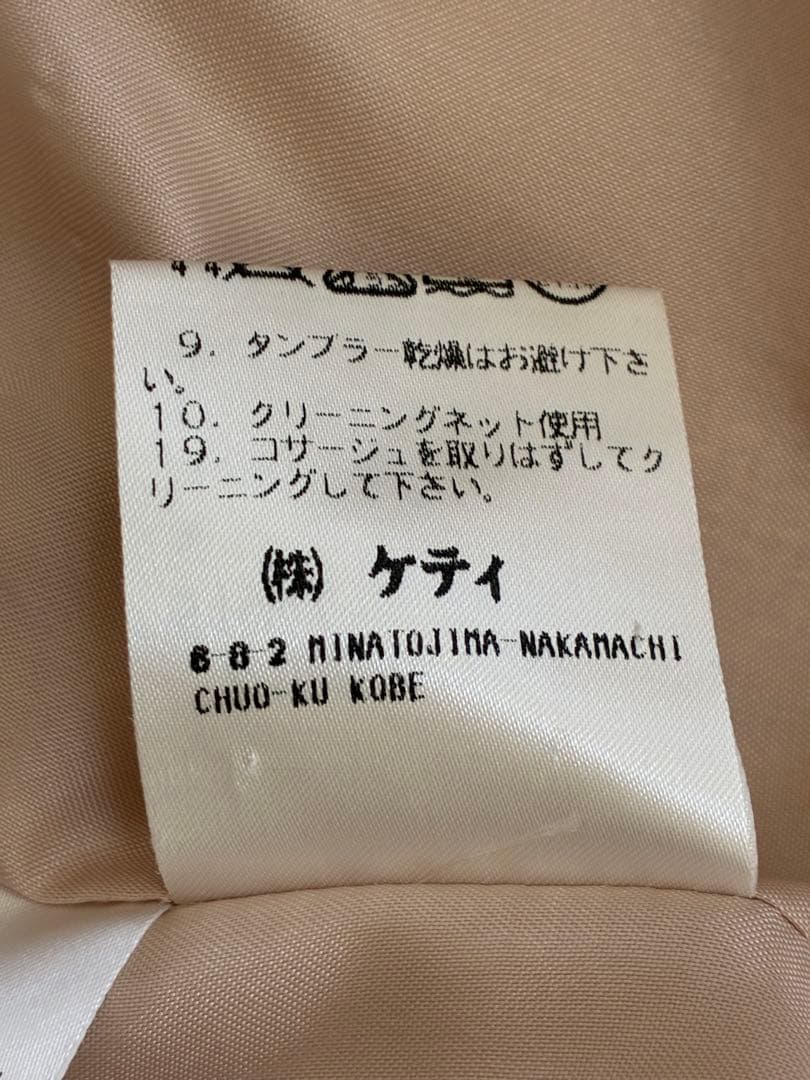 9. タンブラー乾燥はお避け下さ
い。
10. クリーニングネット使用
19. コサージュを取りはずしてク
リーニングして下さい。
(株) ケティ
6-8-2 MINATOJIMA-NAKAMACHI
CHUO-KU KOBE